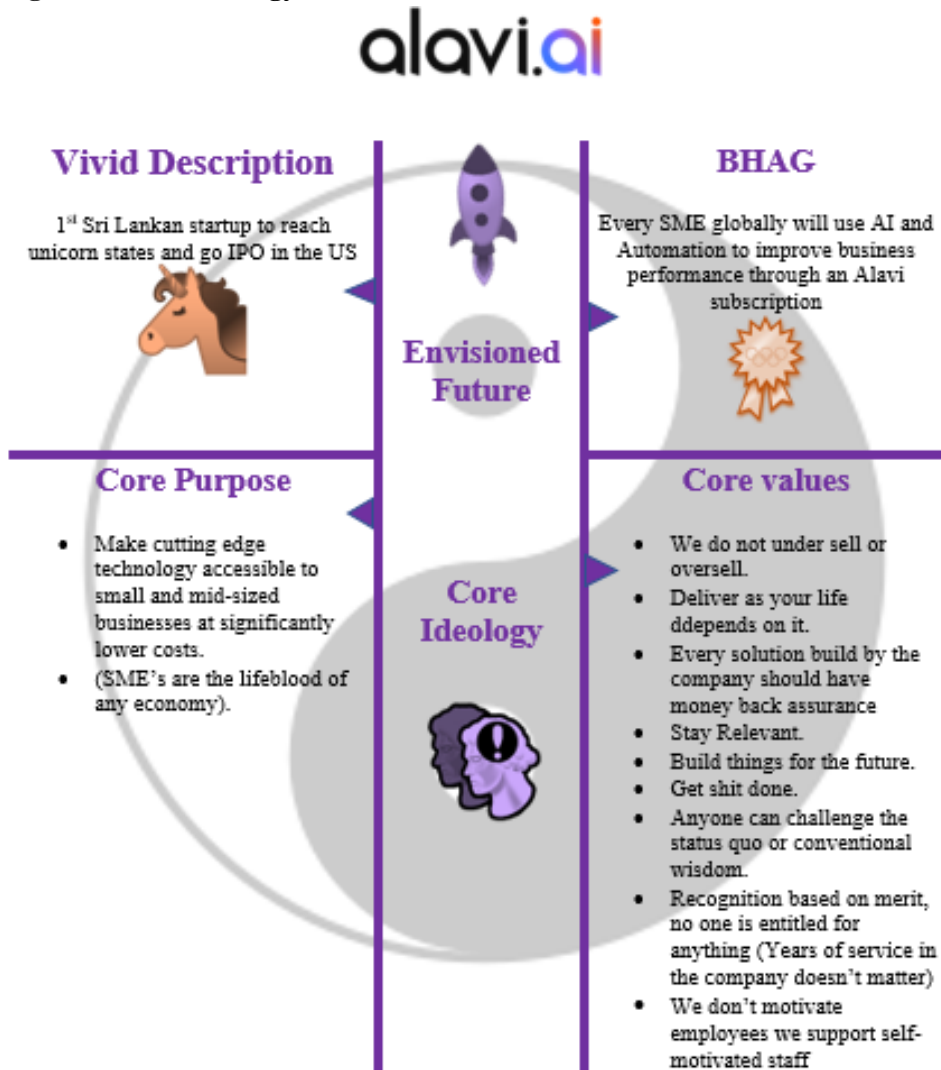 alavi.ai
Vivid Description
1st Sri Lankan startup to reach
unicorn states and go IPO in the US
Envisioned
Future
BHAG
Every SME globally will use AI and
Automation to improve business
performance through an Alavi
subscription
Core Purpose
• Make cutting edge
technology accessible to
small and mid-sized
businesses at significantly
lower costs.
• (SME's are the lifeblood of
any economy).
Core
Ideology
Core values
• We do not under sell or
oversell.
• Deliver as your life
ddepends on it.
• Every solution build by the
company should have
money back assurance
• Stay Relevant.
• Build things for the future.
• Get shit done.
• Anyone can challenge the
status quo or conventional
wisdom.
• Recognition based on merit,
no one is entitled for
anything (Years of service in
the company doesn't matter)
• We don't motivate
employees we support self-
motivated staff